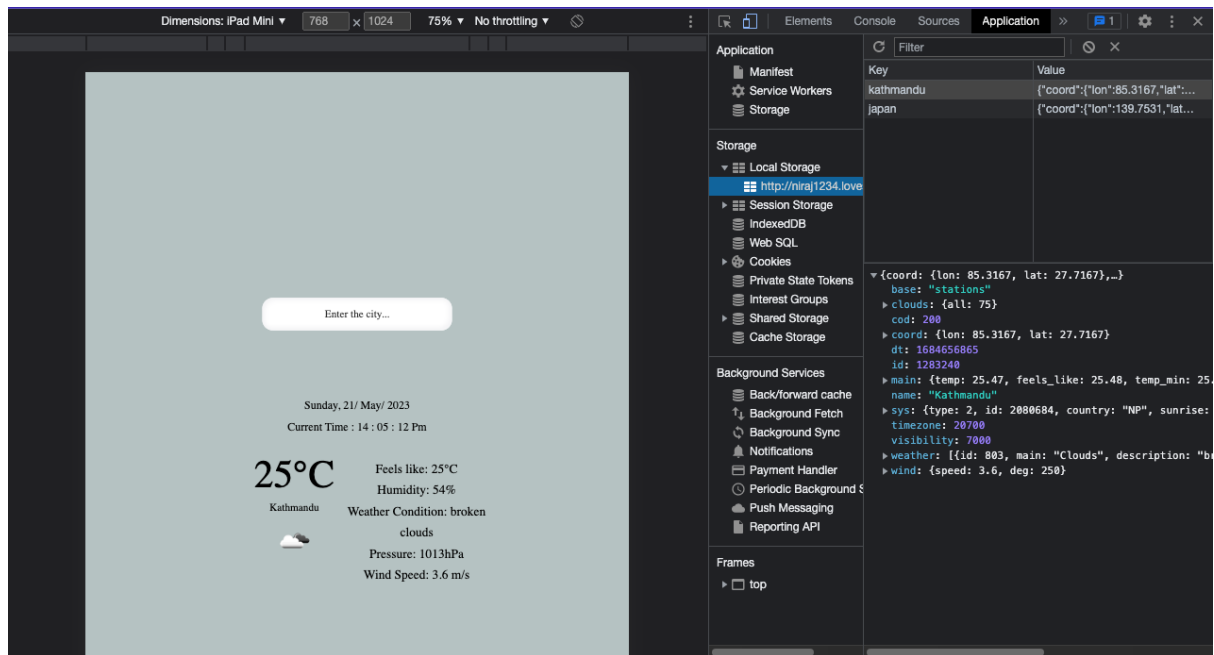 Dimensions: iPad Mini ▼ 768 x 1024 75% ▼ No throttling ▼
Enter the city...
Sunday, 21/ May/ 2023
Current Time : 14 : 05 : 12 Pm
25°C
Kathmandu
Feels like: 25°C
Humidity: 54%
Weather Condition: broken
clouds
Pressure: 1013hPa
Wind Speed: 3.6 m/s
Elements Console Sources Application » 1
Application
Manifest
Service Workers
Storage
Storage
Local Storage
http://niraj1234.love
Session Storage
IndexedDB
Web SQL
Cookies
Private State Tokens
Interest Groups
Shared Storage
Cache Storage
Background Services
Back/forward cache
Background Fetch
Background Sync
Notifications
Payment Handler
Periodic Background S
Push Messaging
Reporting API
Frames
top
Filter
Key Value
kathmandu {"coord":{"lon":85.3167,"lat":...
japan {"coord":{"lon":139.7531,"lat...
{coord: {lon: 85.3167, lat: 27.7167},…}
base: "stations"
clouds: {all: 75}
cod: 200
coord: {lon: 85.3167, lat: 27.7167}
dt: 1684656865
id: 1283240
main: {temp: 25.47, feels_like: 25.48, temp_min: 25.
name: "Kathmandu"
sys: {type: 2, id: 2080684, country: "NP", sunrise:
timezone: 20700
visibility: 7000
weather: [{id: 803, main: "Clouds", description: "br
wind: {speed: 3.6, deg: 250}